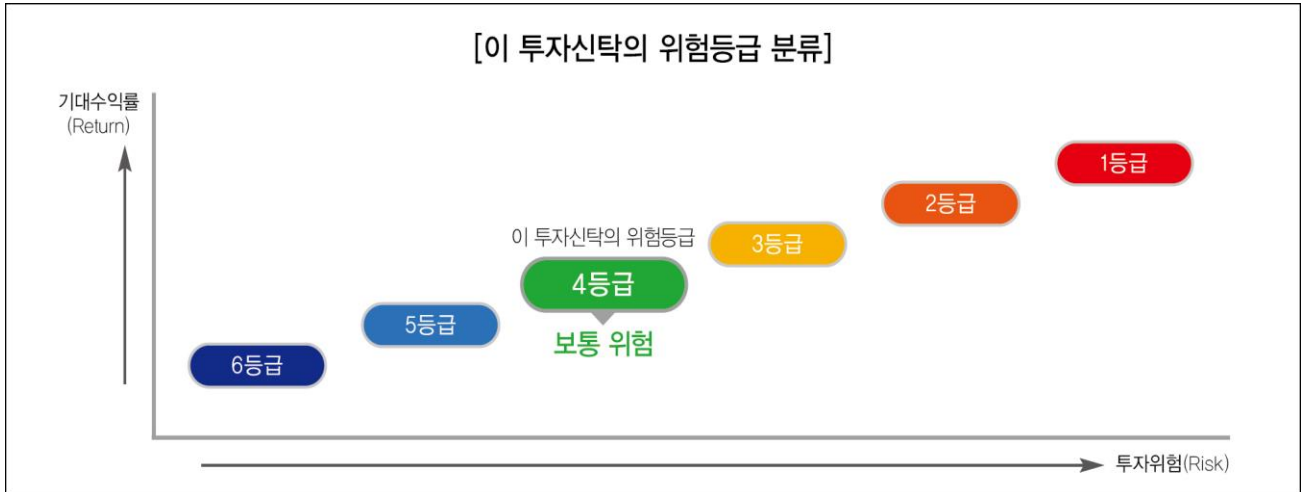 [이 투자신탁의 위험등급 분류]
기대수익률
(Return)
1등급
2등급
이 투자신탁의 위험등급
3등급
4등급
5등급
보통 위험
6등급
투자위험(Risk)